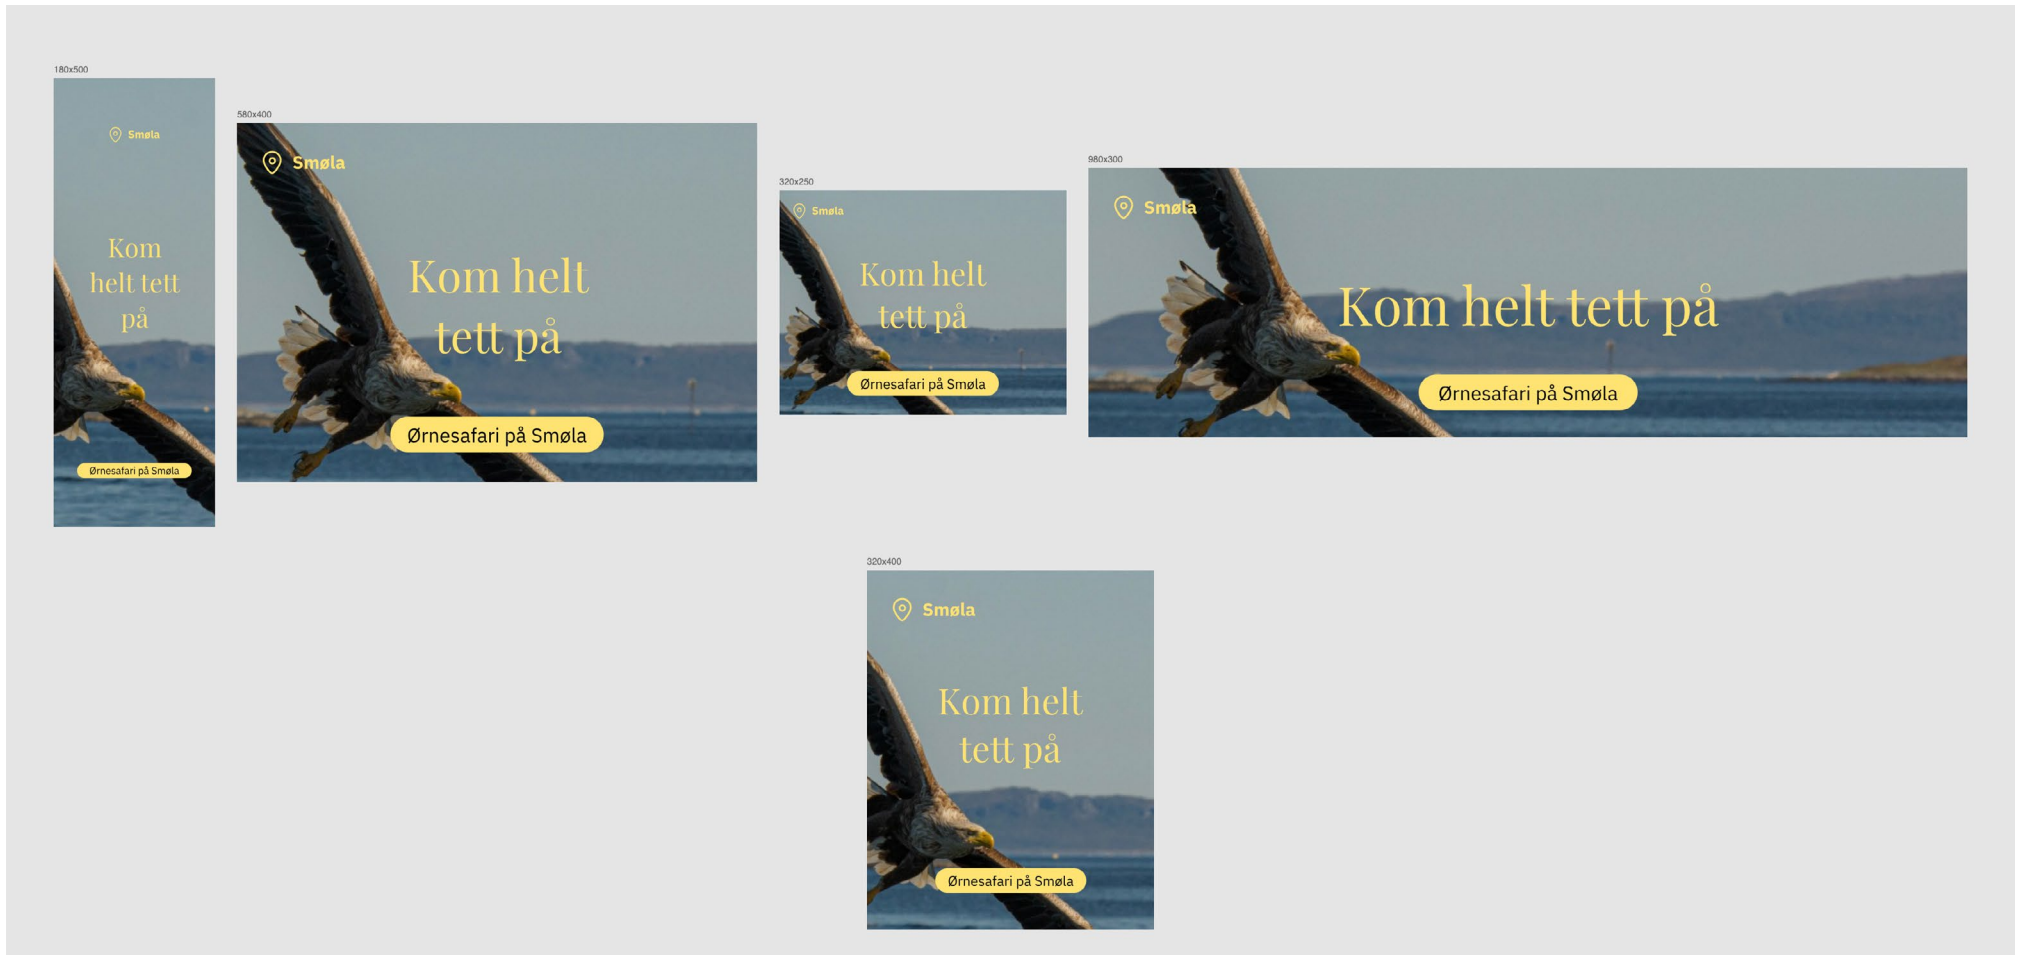 180x500
Smøla
Kom
helt tett
på
Ørnesafari på Smøla
580x400
Smøla
Kom helt
tett på
Ørnesafari på Smøla
320x250
Smøla
Kom helt
tett på
Ørnesafari på Smøla
980x300
Smøla
Kom helt tett på
Ørnesafari på Smøla
320x400
Smøla
Kom helt
tett på
Ørnesafari på Smøla